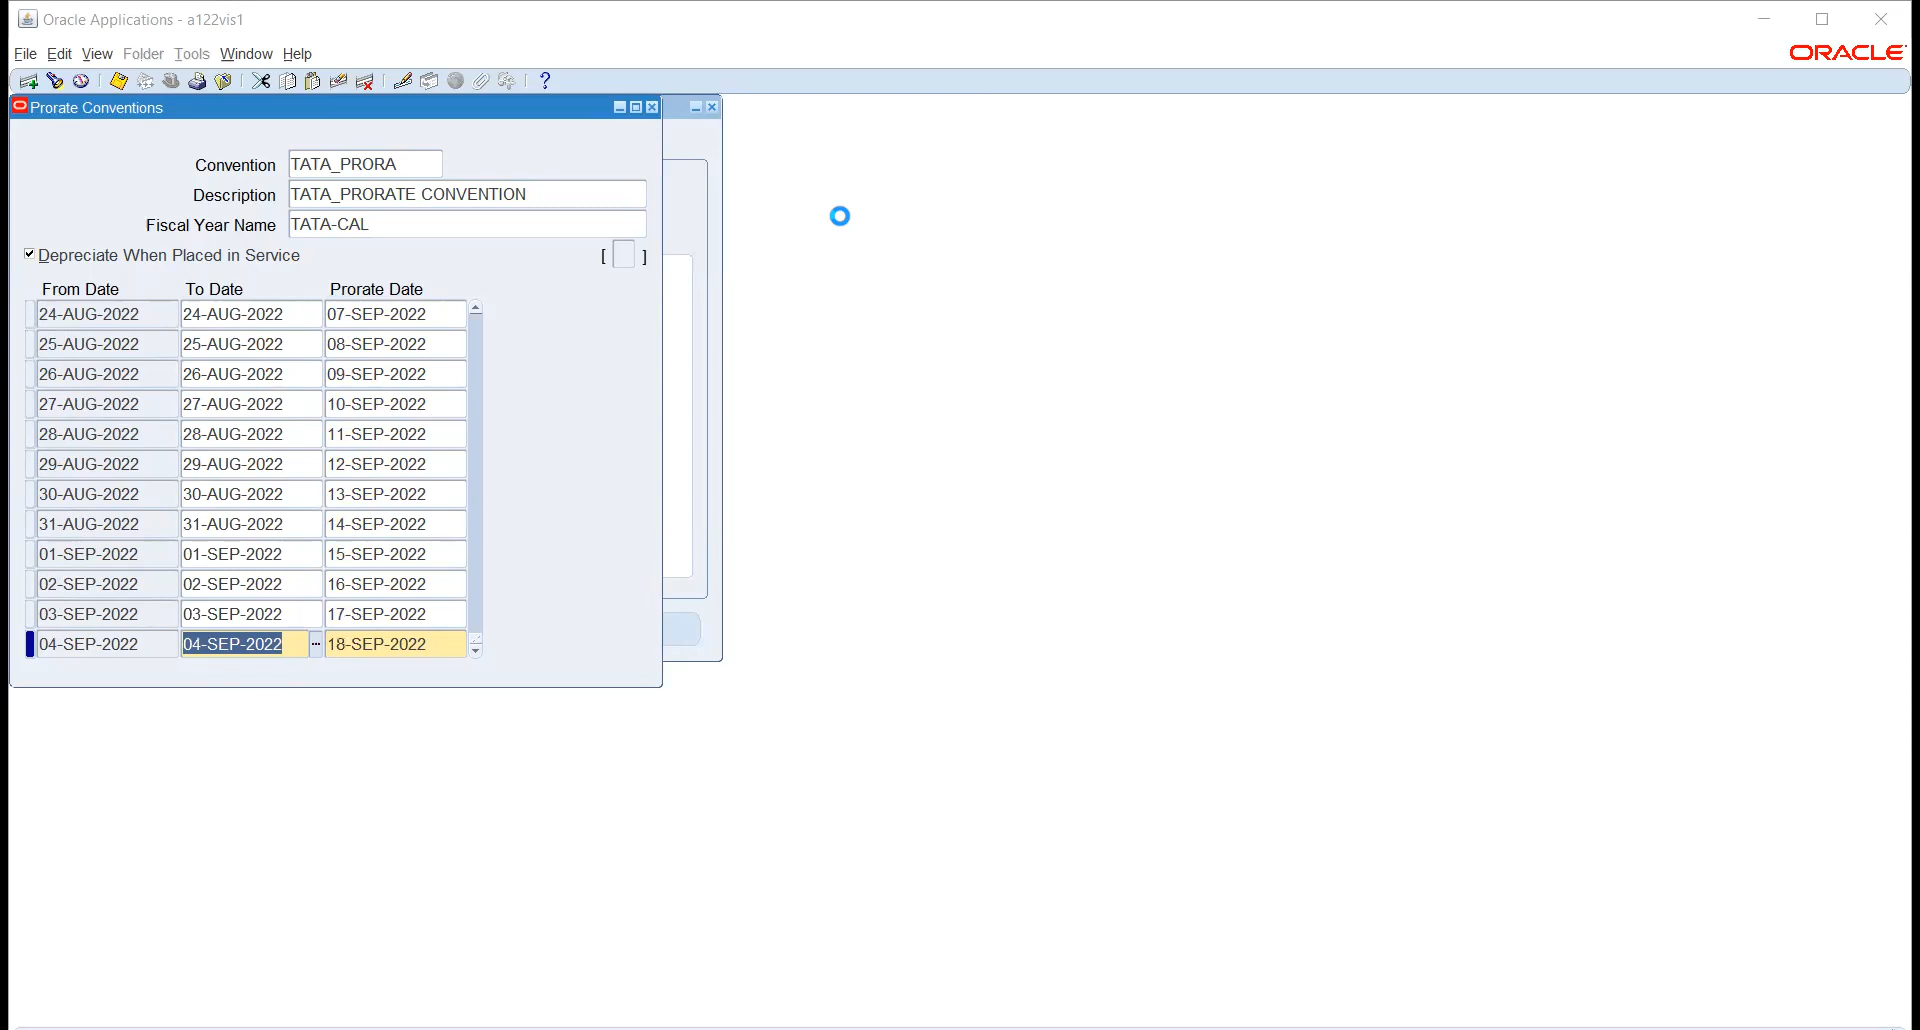 Oracle Applications - a122vis1
File Edit View Folder Tools Window Help
ORACLE
Prorate Conventions
Convention TATA_PRORA
Description TATA_PRORATE CONVENTION
Fiscal Year Name TATA-CAL
Depreciate When Placed in Service [ ]
From Date To Date Prorate Date
24-AUG-2022 24-AUG-2022 07-SEP-2022
25-AUG-2022 25-AUG-2022 08-SEP-2022
26-AUG-2022 26-AUG-2022 09-SEP-2022
27-AUG-2022 27-AUG-2022 10-SEP-2022
28-AUG-2022 28-AUG-2022 11-SEP-2022
29-AUG-2022 29-AUG-2022 12-SEP-2022
30-AUG-2022 30-AUG-2022 13-SEP-2022
31-AUG-2022 31-AUG-2022 14-SEP-2022
01-SEP-2022 01-SEP-2022 15-SEP-2022
02-SEP-2022 02-SEP-2022 16-SEP-2022
03-SEP-2022 03-SEP-2022 17-SEP-2022
04-SEP-2022 04-SEP-2022 ... 18-SEP-2022